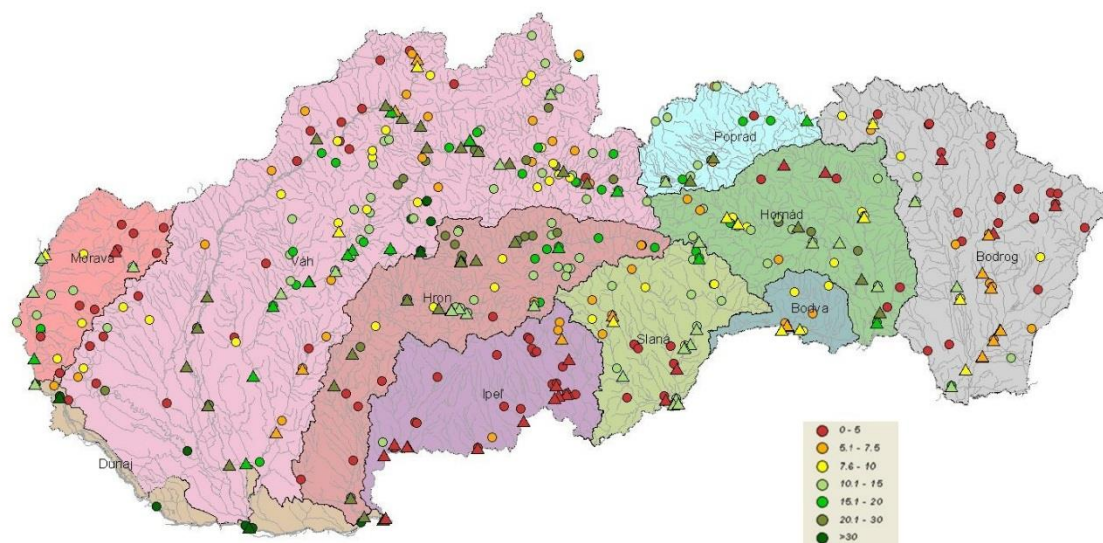 Poprad
Hornád
Morava
Váh
Bodrog
Hron
Bodva
Slaná
Ipeľ
Dunaj
0 - 5
5.1 - 7.5
7.6 - 10
10.1 - 15
15.1 - 20
20.1 - 30
>30